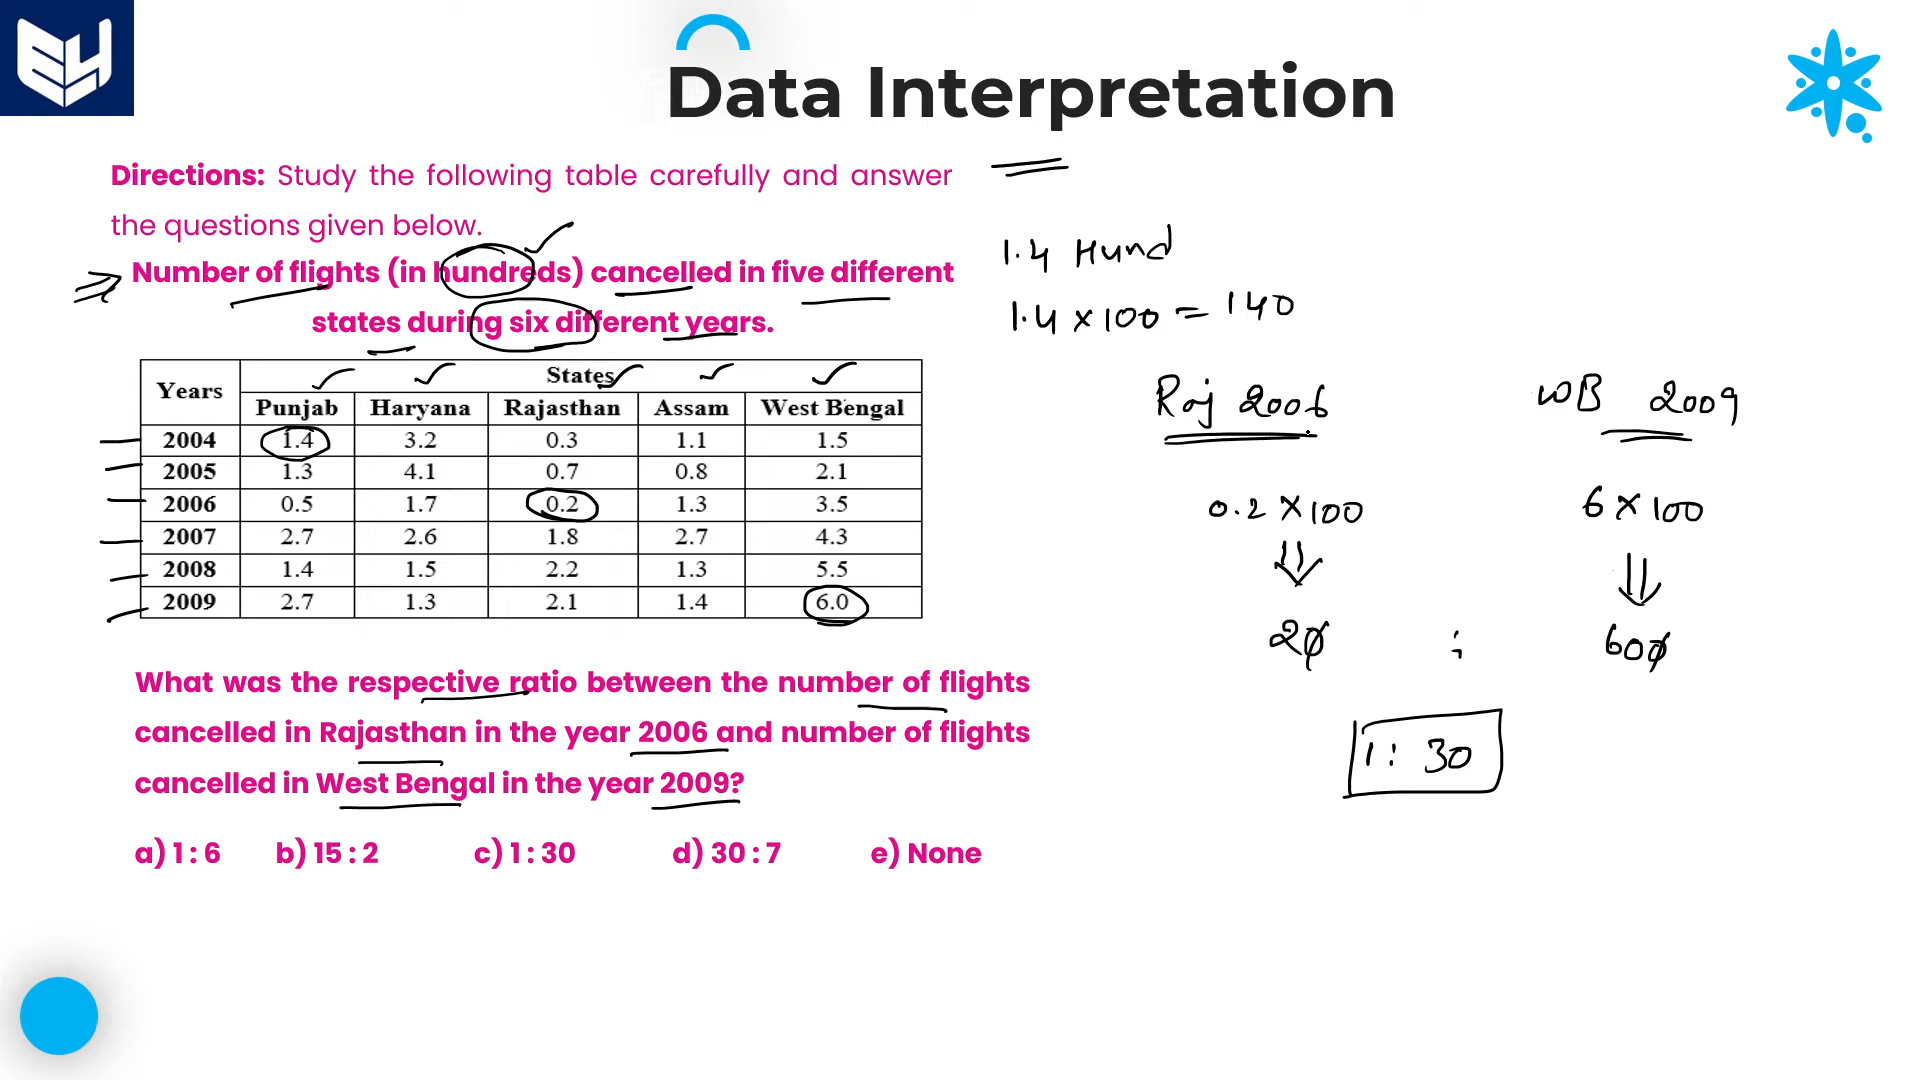 EY
Data Interpretation
Directions: Study the following table carefully and answer
the questions given below.
Number of flights (in hundreds) cancelled in five different
states during six different years.
Years States
Punjab Haryana Rajasthan Assam West Bengal
2004 1.4 3.2 0.3 1.1 1.5
2005 1.3 4.1 0.7 0.8 2.1
2006 0.5 1.7 0.2 1.3 3.5
2007 2.7 2.6 1.8 2.7 4.3
2008 1.4 1.5 2.2 1.3 5.5
2009 2.7 1.3 2.1 1.4 6.0
What was the respective ratio between the number of flights
cancelled in Rajasthan in the year 2006 and number of flights
cancelled in West Bengal in the year 2009?
a) 1 : 6 b) 15 : 2 c) 1 : 30 d) 30 : 7 e) None
1.4 Hund
1.4 × 100 = 140
Raj 2006 WB 2009
0.2 × 100 6 × 100
20 : 600
1 : 30